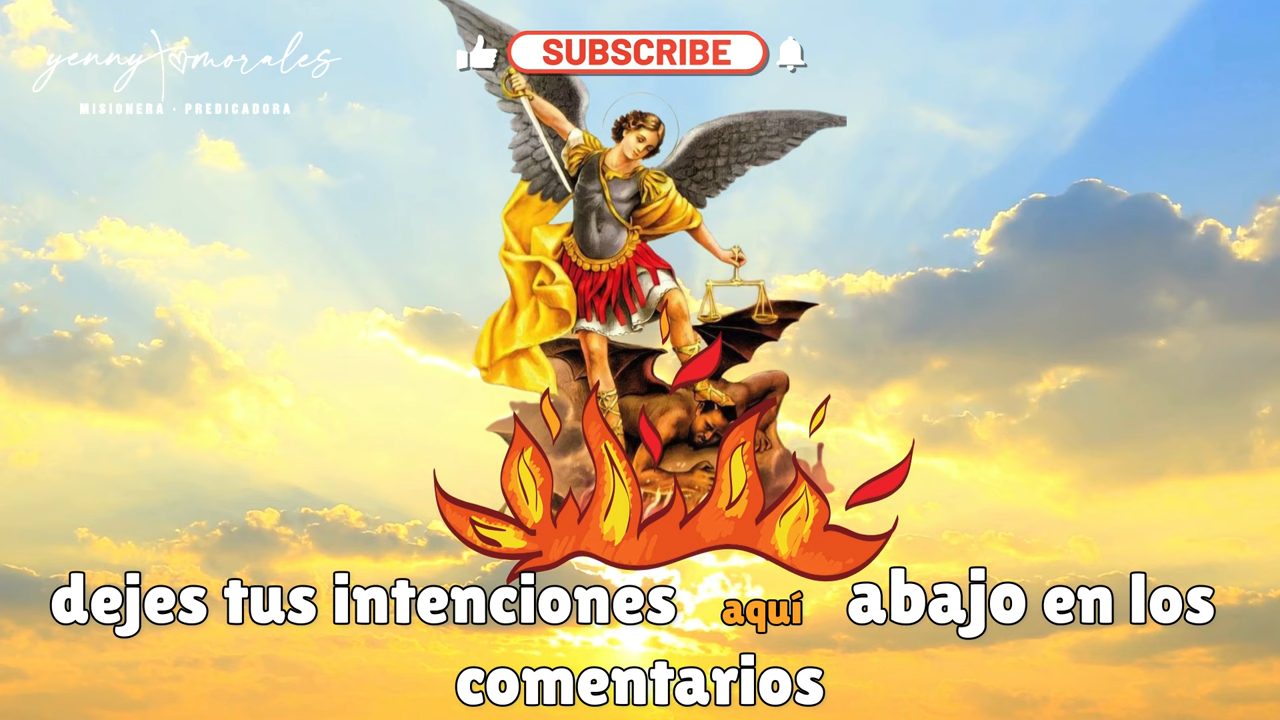 yenny morales
MISIONERA · PREDICADORA
SUBSCRIBE
dejes tus intenciones aquí abajo en los
comentarios